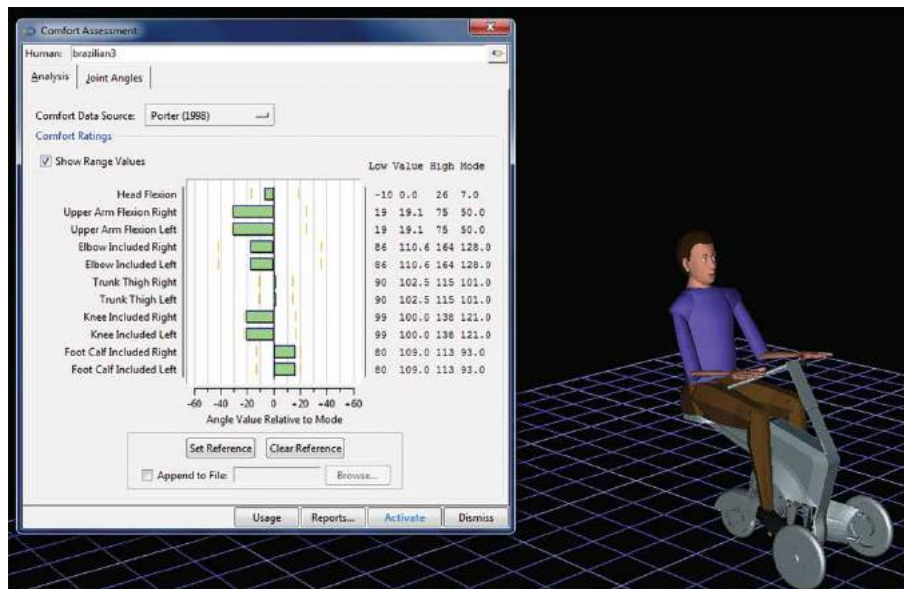 Comfort Assessment
Human: brazilian3
Analysis Joint Angles
Comfort Data Source: Porter (1998)
Comfort Ratings
Show Range Values
Low Value High Mode
Head Flexion -10 0.0 26 7.0
Upper Arm Flexion Right 19 19.1 75 50.0
Upper Arm Flexion Left 19 19.1 75 50.0
Elbow Included Right 86 110.6 164 128.0
Elbow Included Left 86 110.6 164 128.0
Trunk Thigh Right 90 102.5 115 101.0
Trunk Thigh Left 90 102.5 115 101.0
Knee Included Right 99 100.0 138 121.0
Knee Included Left 99 100.0 138 121.0
Foot Calf Included Right 80 109.0 113 93.0
Foot Calf Included Left 80 109.0 113 93.0
-60 -40 -20 0 +20 +40 +60
Angle Value Relative to Mode
Set Reference Clear Reference
Append to File: Browse...
Usage Reports... Activate Dismiss